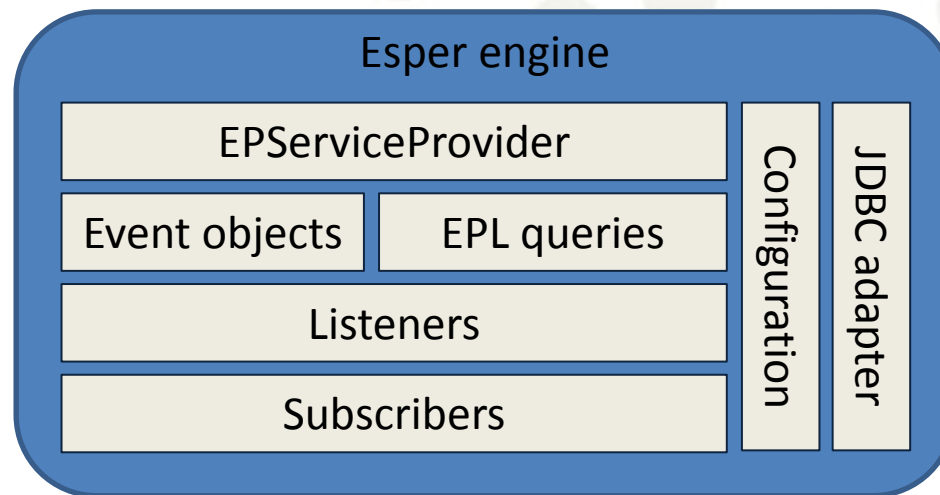 Esper engine
EPServiceProvider
Event objects
EPL queries
Listeners
Subscribers
Configuration
JDBC adapter